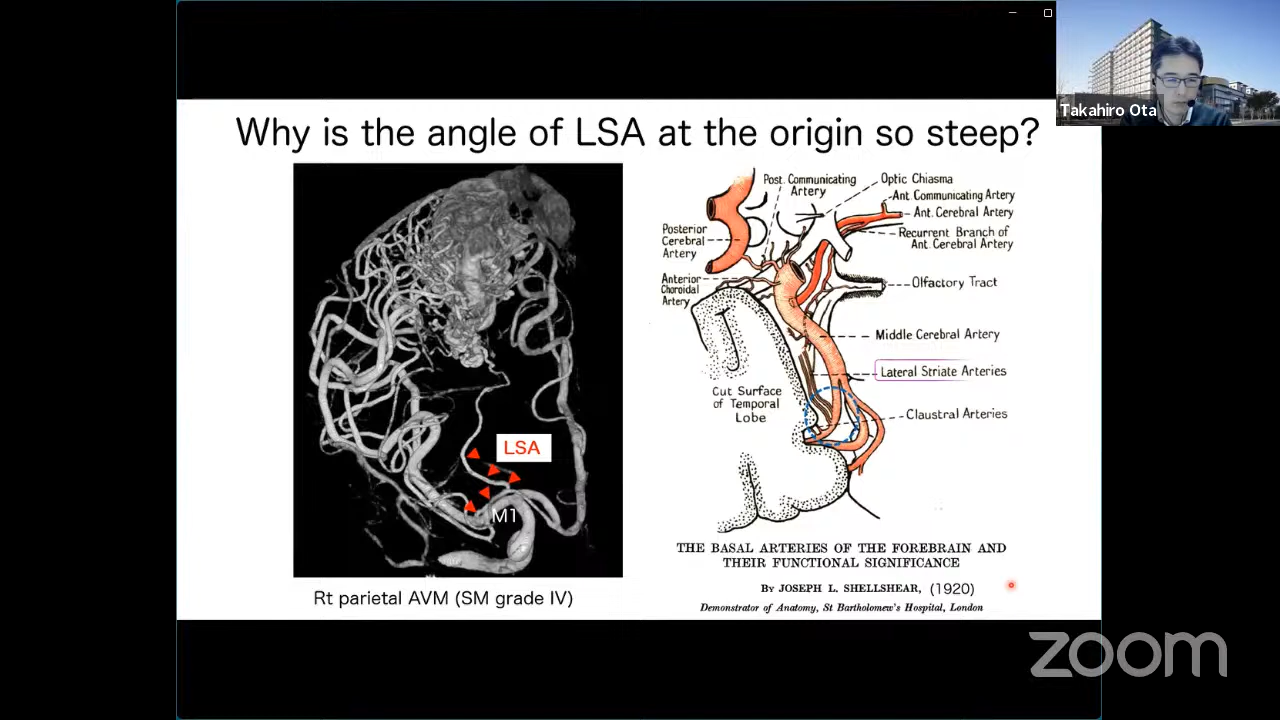 Takahiro Ota
Why is the angle of LSA at the origin so steep?
LSA
M1
Rt parietal AVM (SM grade IV)
Post. Communicating
Artery
Optic Chiasma
Ant. Communicating Artery
Ant. Cerebral Artery
Posterior
Cerebral
Artery
Recurrent Branch of
Ant. Cerebral Artery
Anterior
Choroidal
Artery
Olfactory Tract
Middle Cerebral Artery
Lateral Striate Arteries
Cut Surface
of Temporal
Lobe
Claustral Arteries
THE BASAL ARTERIES OF THE FOREBRAIN AND
THEIR FUNCTIONAL SIGNIFICANCE
By JOSEPH L. SHELLSHEAR, (1920)
Demonstrator of Anatomy, St Bartholomew's Hospital, London
zoom